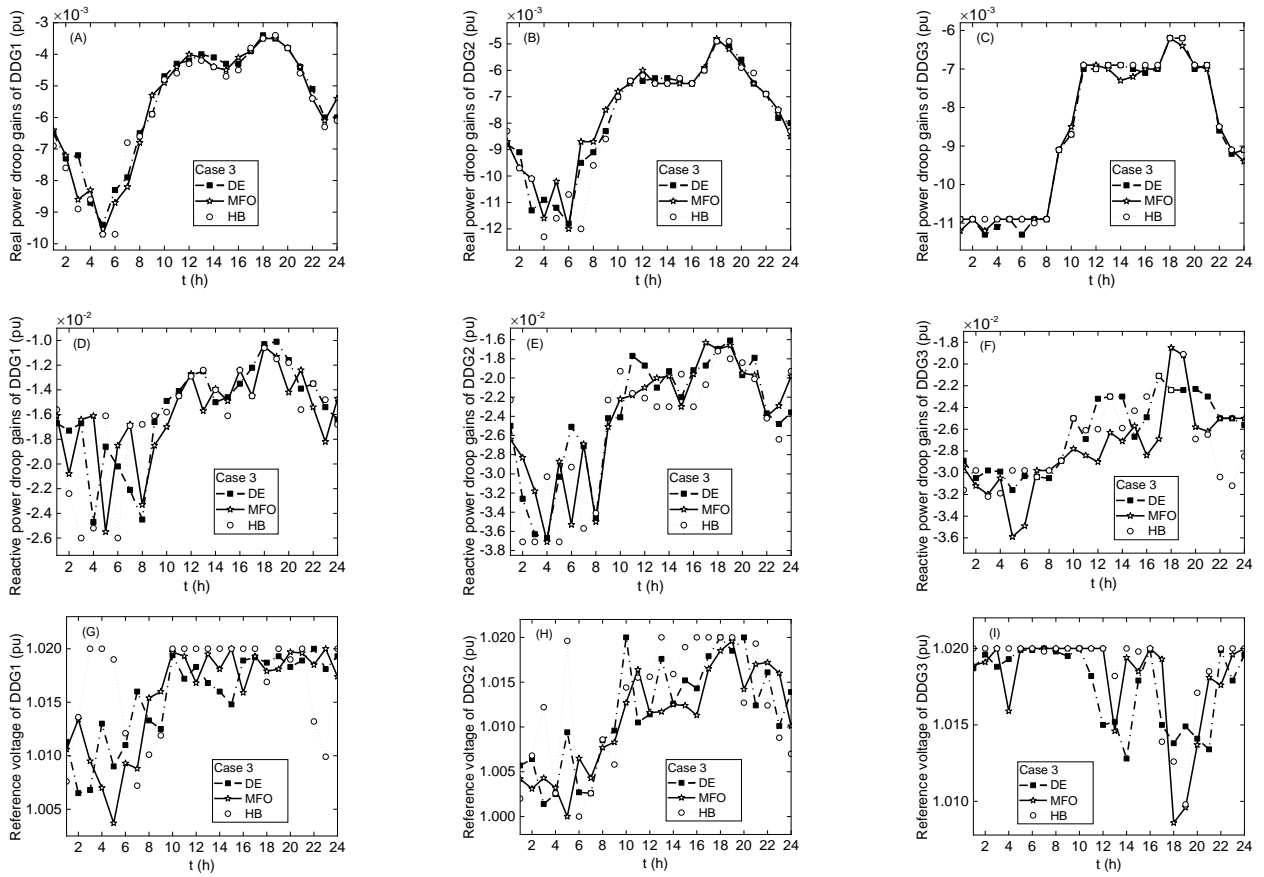 ×10⁻³
(A)
Real power droop gains of DDG1 (pu)
-3
-4
-5
-6
-7
-8
-9
-10
Case 3
DE
MFO
HB
2 4 6 8 10 12 14 16 18 20 22 24
t (h)
×10⁻³
(B)
Real power droop gains of DDG2 (pu)
-5
-6
-7
-8
-9
-10
-11
-12
Case 3
DE
MFO
HB
2 4 6 8 10 12 14 16 18 20 22 24
t (h)
×10⁻³
(C)
Real power droop gains of DDG3 (pu)
-6
-7
-8
-9
-10
-11
Case 3
DE
MFO
HB
2 4 6 8 10 12 14 16 18 20 22 24
t (h)
×10⁻²
(D)
Reactive power droop gains of DDG1 (pu)
-1.0
-1.2
-1.4
-1.6
-1.8
-2.0
-2.2
-2.4
-2.6
Case 3
DE
MFO
HB
2 4 6 8 10 12 14 16 18 20 22 24
t (h)
×10⁻²
(E)
Reactive power droop gains of DDG2 (pu)
-1.6
-1.8
-2.0
-2.2
-2.4
-2.6
-2.8
-3.0
-3.2
-3.4
-3.6
-3.8
Case 3
DE
MFO
HB
2 4 6 8 10 12 14 16 18 20 22 24
t (h)
×10⁻²
(F)
Reactive power droop gains of DDG3 (pu)
-1.8
-2.0
-2.2
-2.4
-2.6
-2.8
-3.0
-3.2
-3.4
-3.6
Case 3
DE
MFO
HB
2 4 6 8 10 12 14 16 18 20 22 24
t (h)
(G)
Reference voltage of DDG1 (pu)
1.020
1.015
1.010
1.005
Case 3
DE
MFO
HB
2 4 6 8 10 12 14 16 18 20 22 24
t (h)
(H)
Reference voltage of DDG2 (pu)
1.020
1.015
1.010
1.005
1.000
Case 3
DE
MFO
HB
2 4 6 8 10 12 14 16 18 20 22 24
t (h)
(I)
Reference voltage of DDG3 (pu)
1.020
1.015
1.010
Case 3
DE
MFO
HB
2 4 6 8 10 12 14 16 18 20 22 24
t (h)